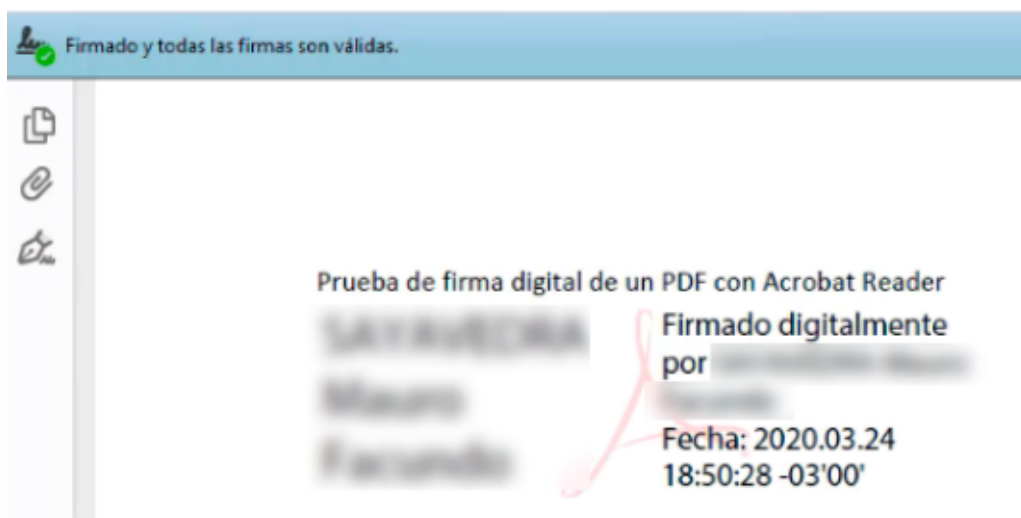 Firmado y todas las firmas son válidas.
Prueba de firma digital de un PDF con Acrobat Reader
Firmado digitalmente
por
Fecha: 2020.03.24
18:50:28 -03'00'